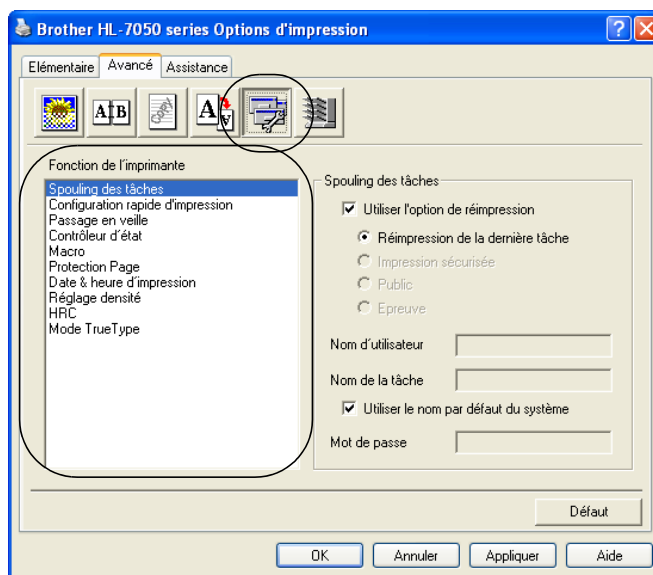 Brother HL-7050 series Options d'impression
Elémentaire Avancé Assistance
A B COPY A A
Fonction de l'imprimante
Spouling des tâches
Configuration rapide d'impression
Passage en veille
Contrôleur d'état
Macro
Protection Page
Date & heure d'impression
Réglage densité
HRC
Mode TrueType
Spouling des tâches
Utiliser l'option de réimpression
Réimpression de la dernière tâche
Impression sécurisée
Public
Epreuve
Nom d'utilisateur
Nom de la tâche
Utiliser le nom par défaut du système
Mot de passe
Défaut
OK Annuler Appliquer Aide